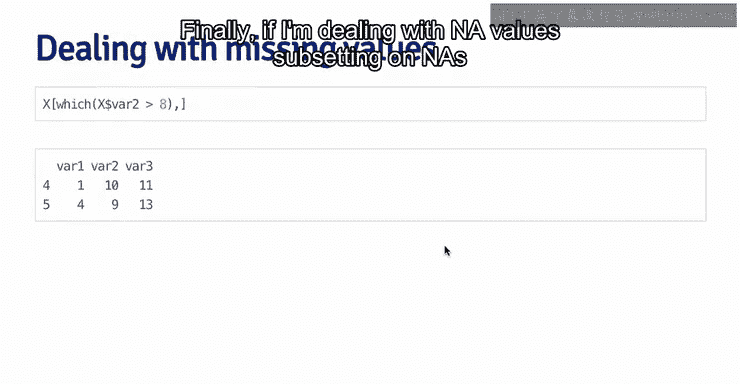 Finally, if I'm dealing with NA values
subsetting on NAs
Dealing with missing values
X[which(X$var2 > 8),]
var1 var2 var3
4 1 10 11
5 4 9 13